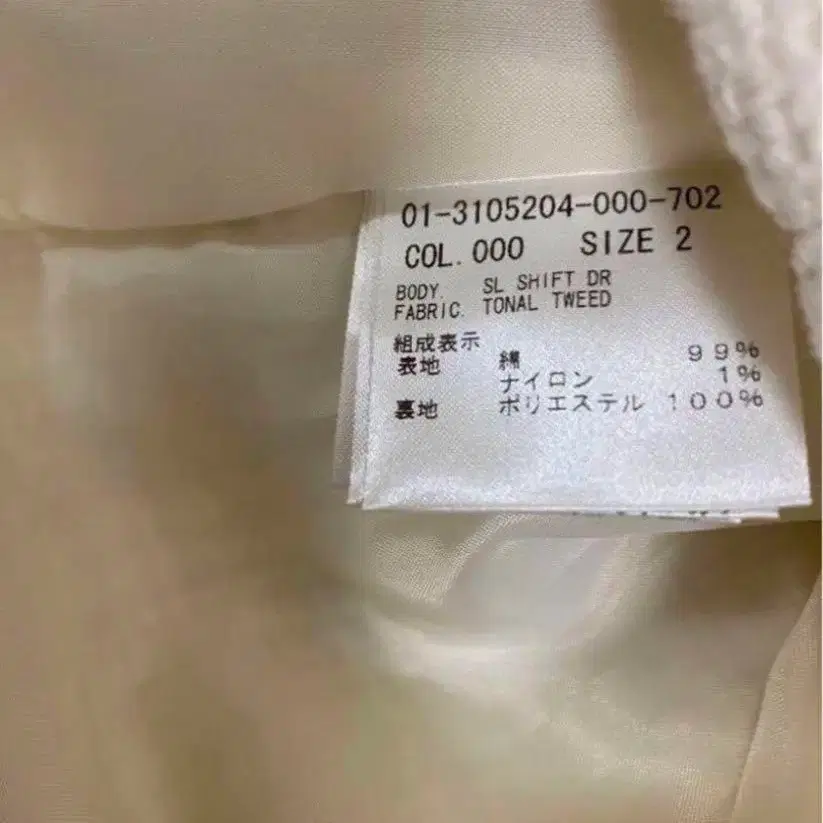 01-3105204-000-702
COL.000 SIZE 2
BODY. SL SHIFT DR
FABRIC. TONAL TWEED
組成表示
表地 綿 99%
ナイロン 1%
裏地 ポリエステル 100%